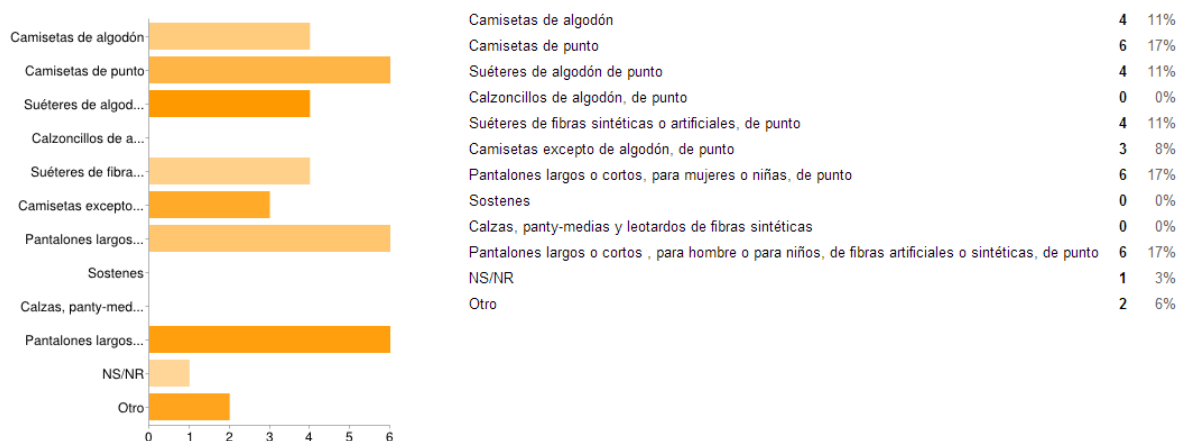 Camisetas de algodón
Camisetas de punto
Suéteres de algod...
Calzoncillos de a...
Suéteres de fibra...
Camisetas excepto...
Pantalones largos...
Sostenes
Calzas, panty-med...
Pantalones largos...
NS/NR
Otro
0 1 2 3 4 5 6
Camisetas de algodón 4 11%
Camisetas de punto 6 17%
Suéteres de algodón de punto 4 11%
Calzoncillos de algodón, de punto 0 0%
Suéteres de fibras sintéticas o artificiales, de punto 4 11%
Camisetas excepto de algodón, de punto 3 8%
Pantalones largos o cortos, para mujeres o niñas, de punto 6 17%
Sostenes 0 0%
Calzas, panty-medias y leotardos de fibras sintéticas 0 0%
Pantalones largos o cortos , para hombre o para niños, de fibras artificiales o sintéticas, de punto 6 17%
NS/NR 1 3%
Otro 2 6%